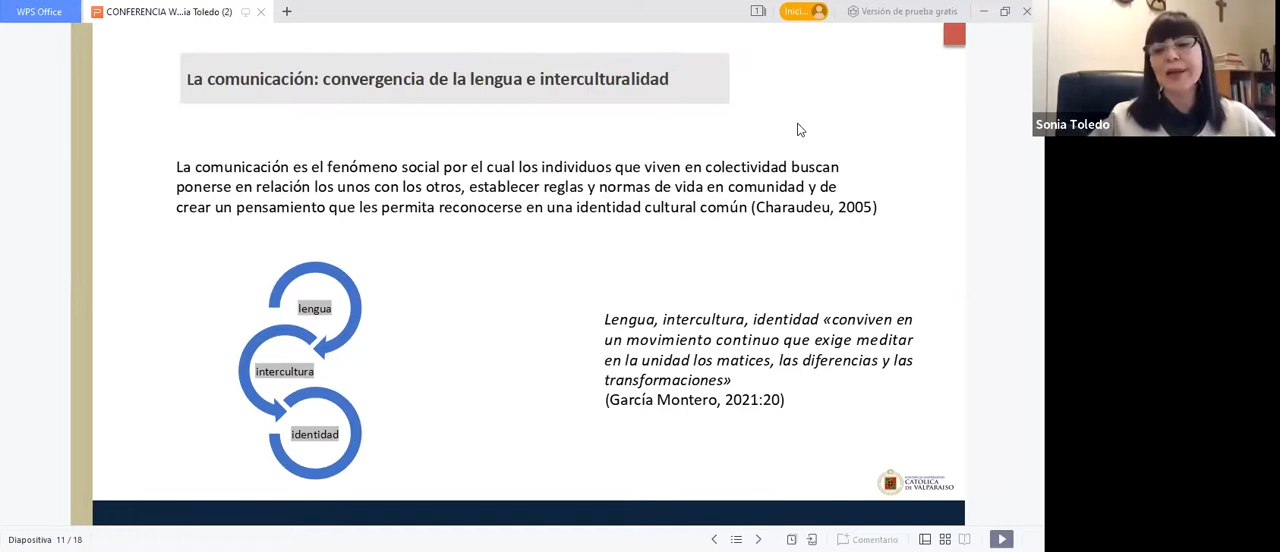 WPS Office
CONFERENCIA W...ia Toledo (2)
1
Inici...
Versión de prueba gratis
La comunicación: convergencia de la lengua e interculturalidad
Sonia Toledo
La comunicación es el fenómeno social por el cual los individuos que viven en colectividad buscan
ponerse en relación los unos con los otros, establecer reglas y normas de vida en comunidad y de
crear un pensamiento que les permita reconocerse en una identidad cultural común (Charaudeu, 2005)
lengua
intercultura
identidad
Lengua, intercultura, identidad «conviven en
un movimiento continuo que exige meditar
en la unidad los matices, las diferencias y las
transformaciones»
(García Montero, 2021:20)
CATOLICA
DE VALPARAISO
Diapositiva 11 / 18
Comentario